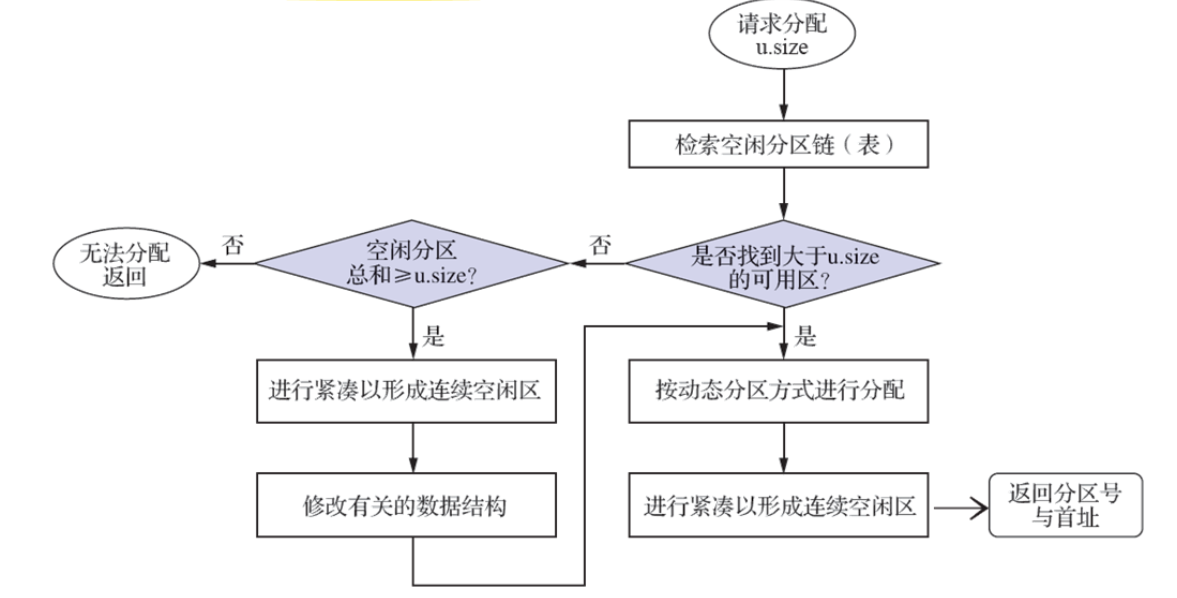 请求分配
u.size
检索空闲分区链（表）
是否找到大于u.size
的可用区？
否
空闲分区
总和≥u.size？
否
无法分配
返回
是
进行紧凑以形成连续空闲区
修改有关的数据结构
是
按动态分区方式进行分配
进行紧凑以形成连续空闲区
返回分区号
与首址